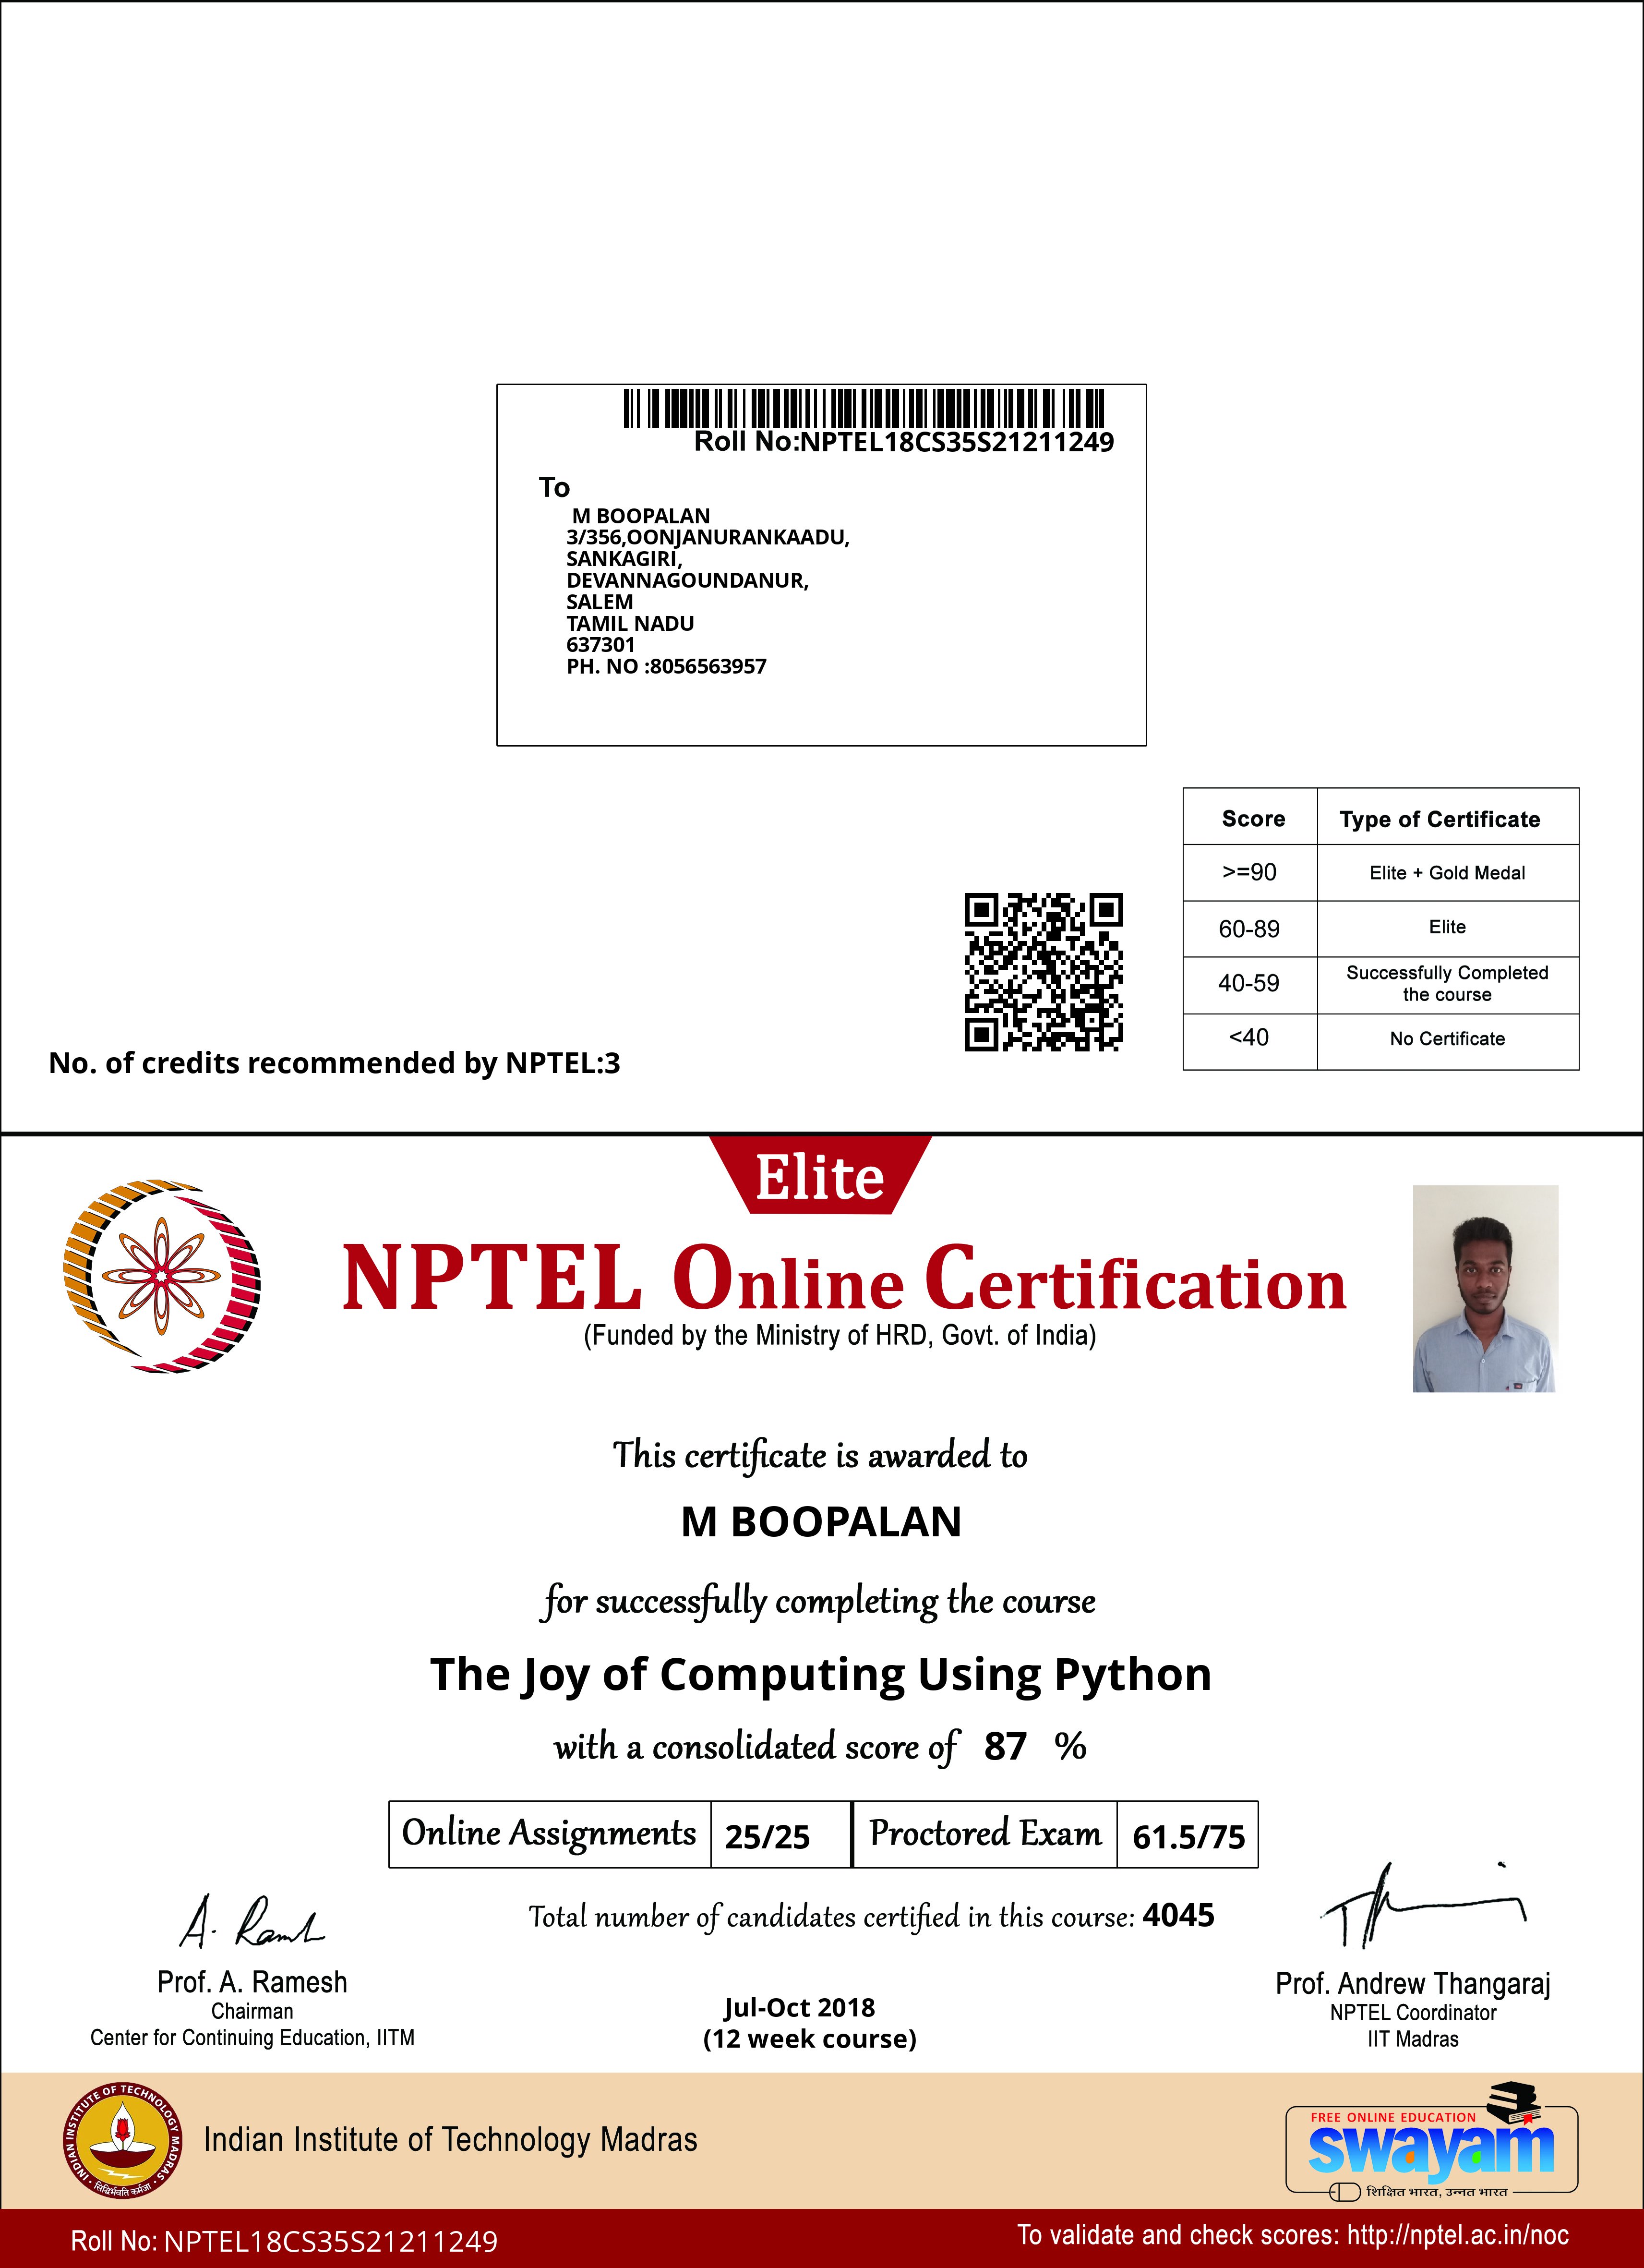 Roll No:NPTEL18CS35S21211249
To
M BOOPALAN
3/356,OONJANURANKAADU,
SANKAGIRI,
DEVANNAGOUNDANUR,
SALEM
TAMIL NADU
637301
PH. NO :8056563957
Score Type of Certificate
>=90 Elite + Gold Medal
60-89 Elite
40-59 Successfully Completed
the course
<40 No Certificate
No. of credits recommended by NPTEL:3
Elite
NPTEL Online Certification
(Funded by the Ministry of HRD, Govt. of India)
This certificate is awarded to
M BOOPALAN
for successfully completing the course
The Joy of Computing Using Python
with a consolidated score of 87 %
Online Assignments 25/25 Proctored Exam 61.5/75
Total number of candidates certified in this course: 4045
A. Ramesh
Prof. A. Ramesh
Chairman
Center for Continuing Education, IITM
Jul-Oct 2018
(12 week course)
Prof. Andrew Thangaraj
NPTEL Coordinator
IIT Madras
INDIAN INSTITUTE OF TECHNOLOGY MADRAS
सिद्धिर्भवति कर्मजा
Indian Institute of Technology Madras
FREE ONLINE EDUCATION
swayam
शिक्षित भारत, उन्नत भारत
Roll No: NPTEL18CS35S21211249
To validate and check scores: http://nptel.ac.in/noc